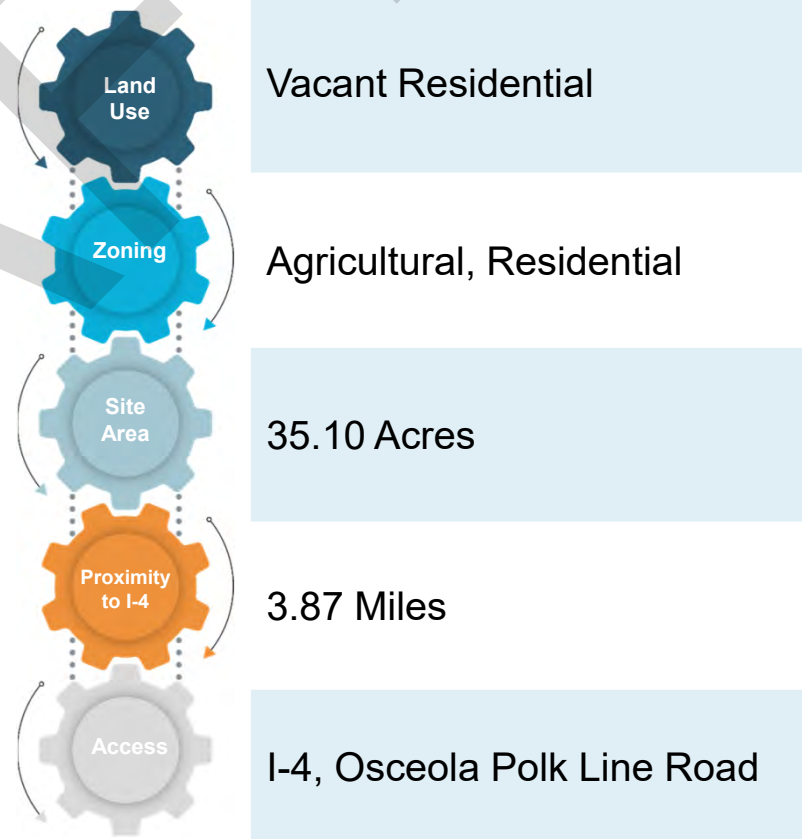 Land
Use
Vacant Residential
Zoning
Agricultural, Residential
Site
Area
35.10 Acres
Proximity
to I-4
3.87 Miles
Access
I-4, Osceola Polk Line Road